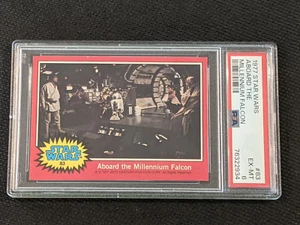 1977 STAR WARS
ABOARD THE
MILLENNIUM FALCON
#83
EX-MT
6
76322934
PSA
STAR
WARS
83
Aboard the Millennium Falcon